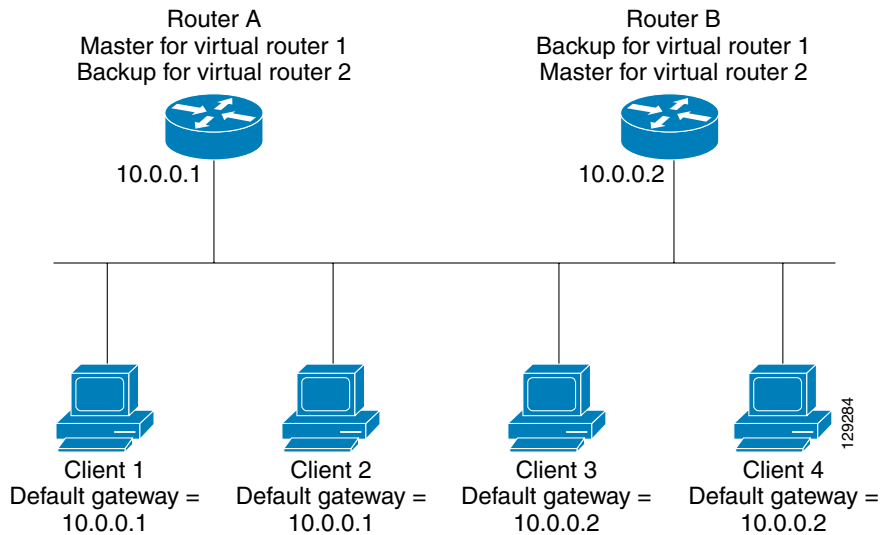 Router A
Master for virtual router 1
Backup for virtual router 2
Router B
Backup for virtual router 1
Master for virtual router 2
10.0.0.1
10.0.0.2
Client 1
Default gateway =
10.0.0.1
Client 2
Default gateway =
10.0.0.1
Client 3
Default gateway =
10.0.0.2
Client 4
Default gateway =
10.0.0.2
129284